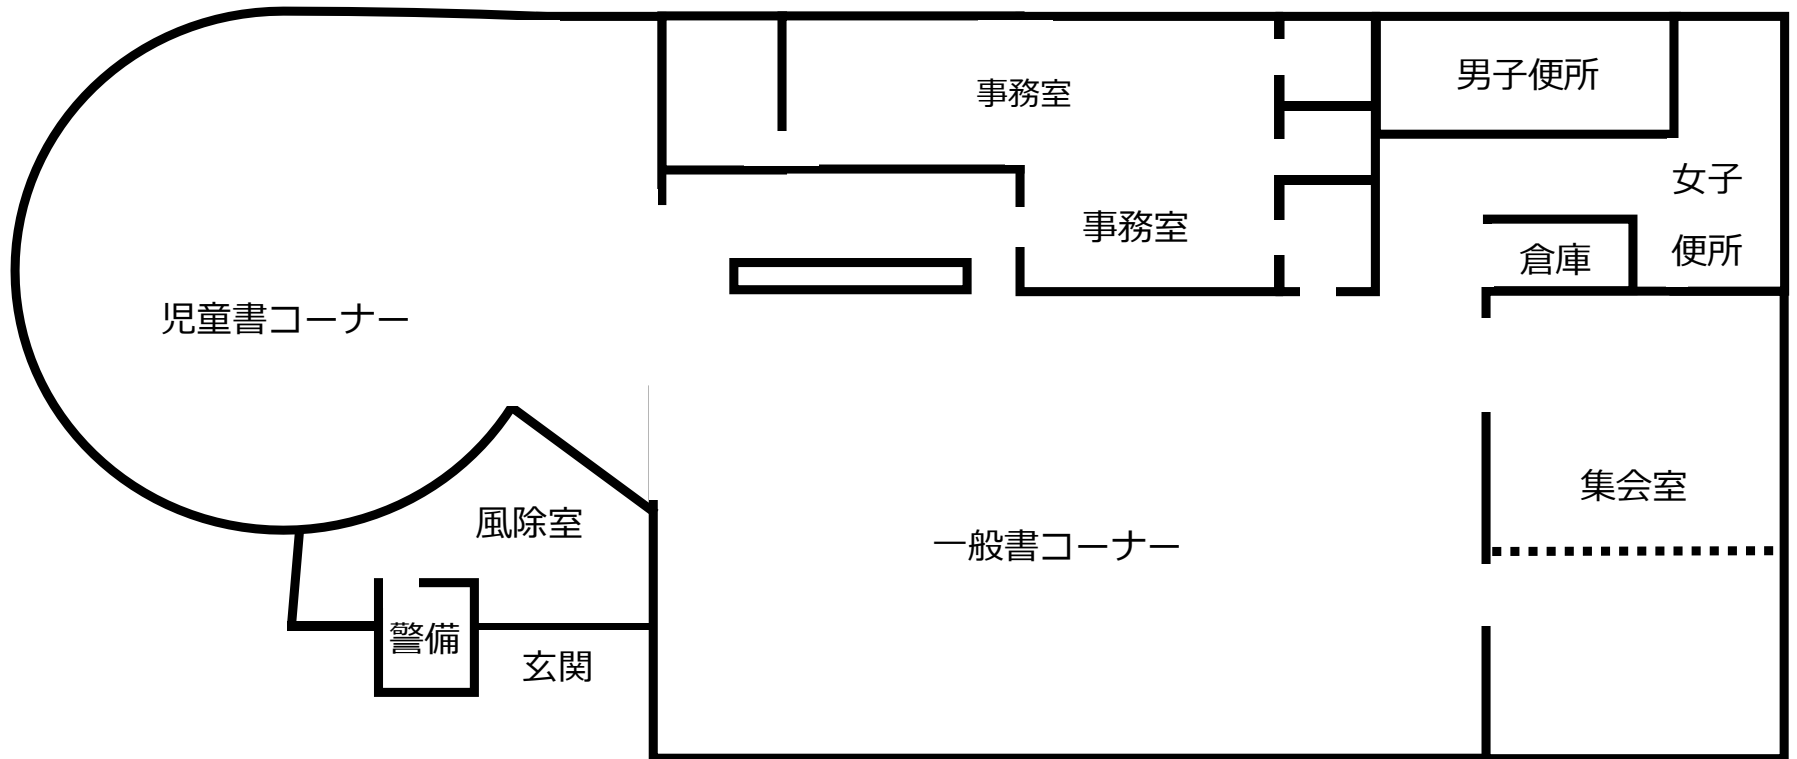 男子便所
事務室
女子
便所
事務室
倉庫
児童書コーナー
集会室
風除室
一般書コーナー
警備
玄関